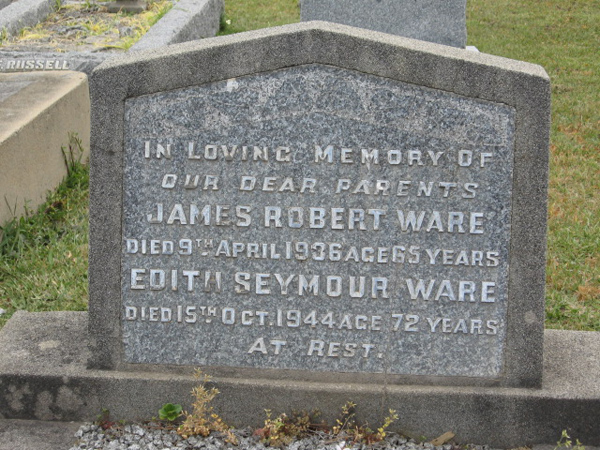 RUSSELL
IN LOVING MEMORY OF
OUR DEAR PARENTS
JAMES ROBERT WARE
DIED 9TH APRIL 1936 AGE 65 YEARS
EDITH SEYMOUR WARE
DIED 15TH OCT. 1944 AGE 72 YEARS
AT REST.